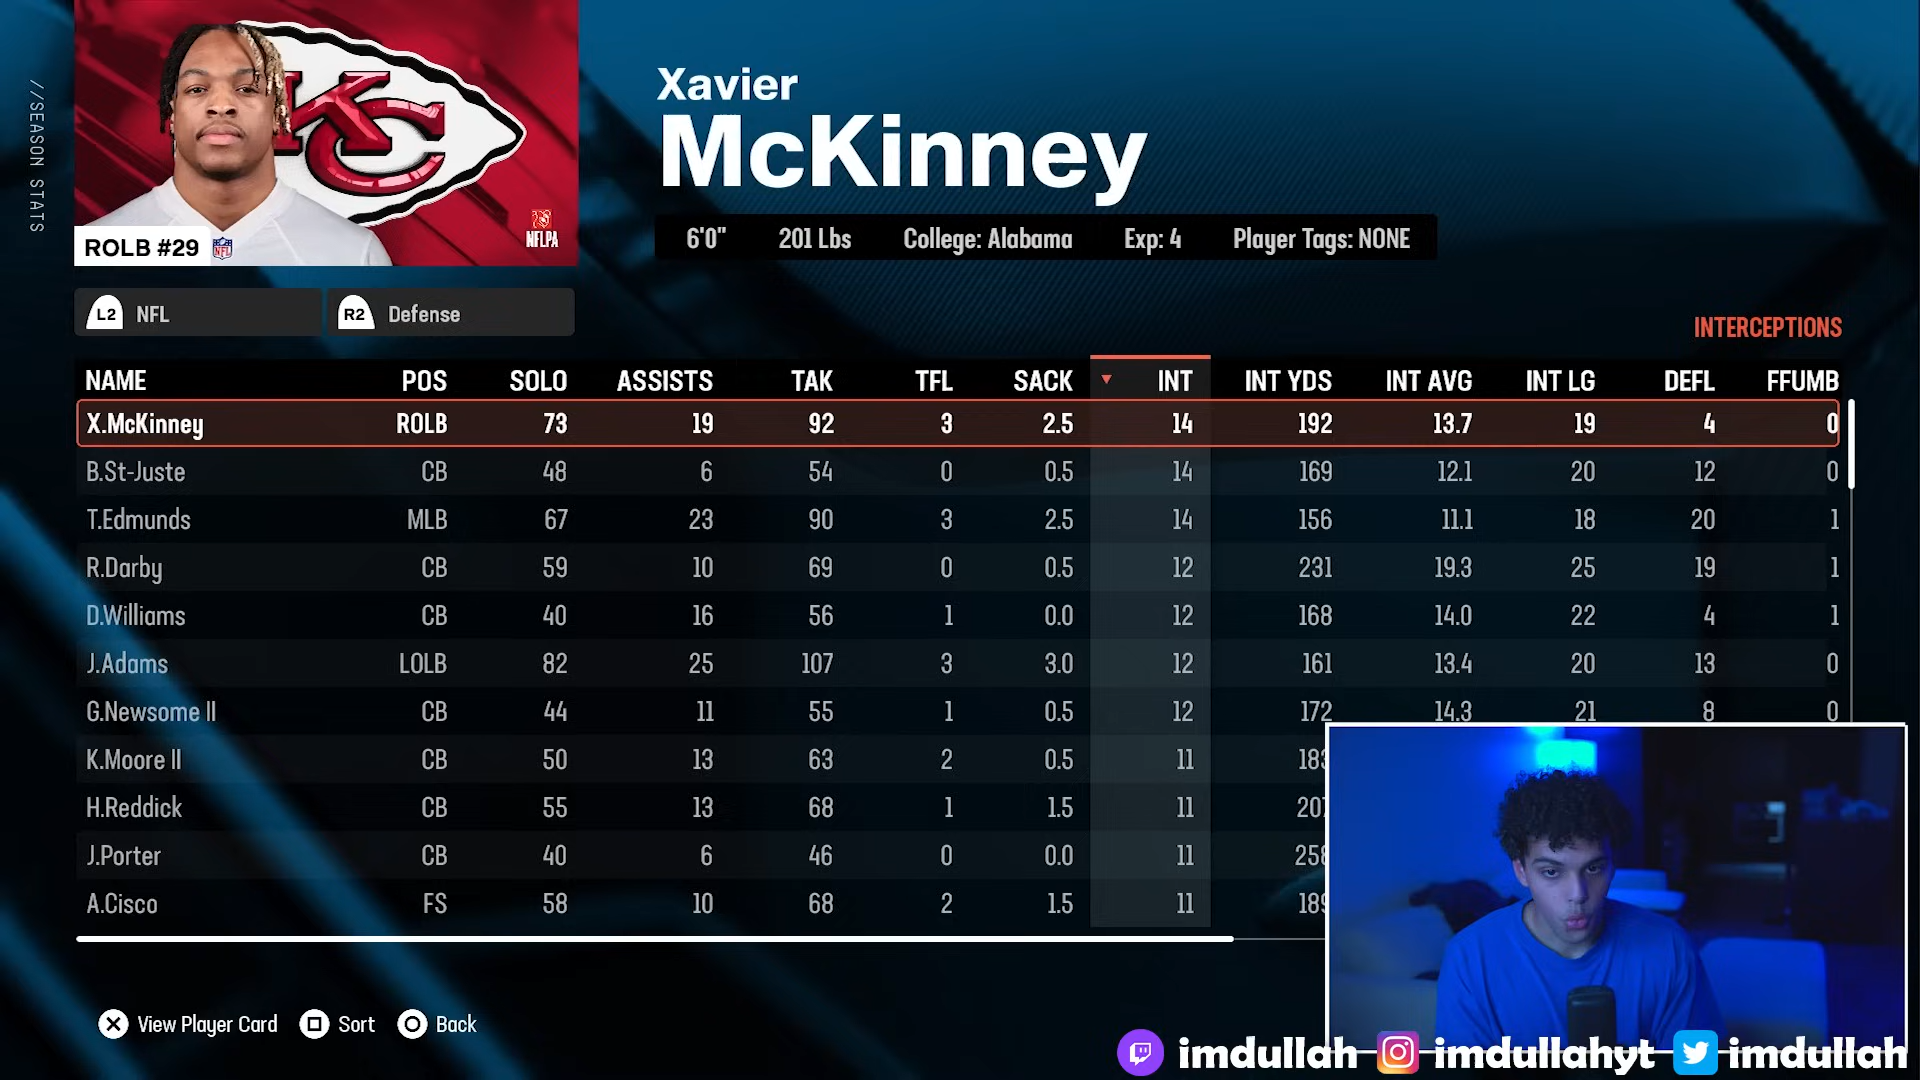 //SEASON STATS
KC
NFLPA
ROLB #29
Xavier
McKinney
6'0" 201 Lbs College: Alabama Exp: 4 Player Tags: NONE
L2 NFL R2 Defense
INTERCEPTIONS
NAME POS SOLO ASSISTS TAK TFL SACK INT INT YDS INT AVG INT LG DEFL FFUMB
X.McKinney ROLB 73 19 92 3 2.5 14 192 13.7 19 4 0
B.St-Juste CB 48 6 54 0 0.5 14 169 12.1 20 12 0
T.Edmunds MLB 67 23 90 3 2.5 14 156 11.1 18 20 1
R.Darby CB 59 10 69 0 0.5 12 231 19.3 25 19 1
D.Williams CB 40 16 56 1 0.0 12 168 14.0 22 4 1
J.Adams LOLB 82 25 107 3 3.0 12 161 13.4 20 13 0
G.Newsome II CB 44 11 55 1 0.5 12 172 14.3 21 8 0
K.Moore II CB 50 13 63 2 0.5 11 183
H.Reddick CB 55 13 68 1 1.5 11 207
J.Porter CB 40 6 46 0 0.0 11 258
A.Cisco FS 58 10 68 2 1.5 11 189
View Player Card Sort Back
imdullah imdullahyt imdullah